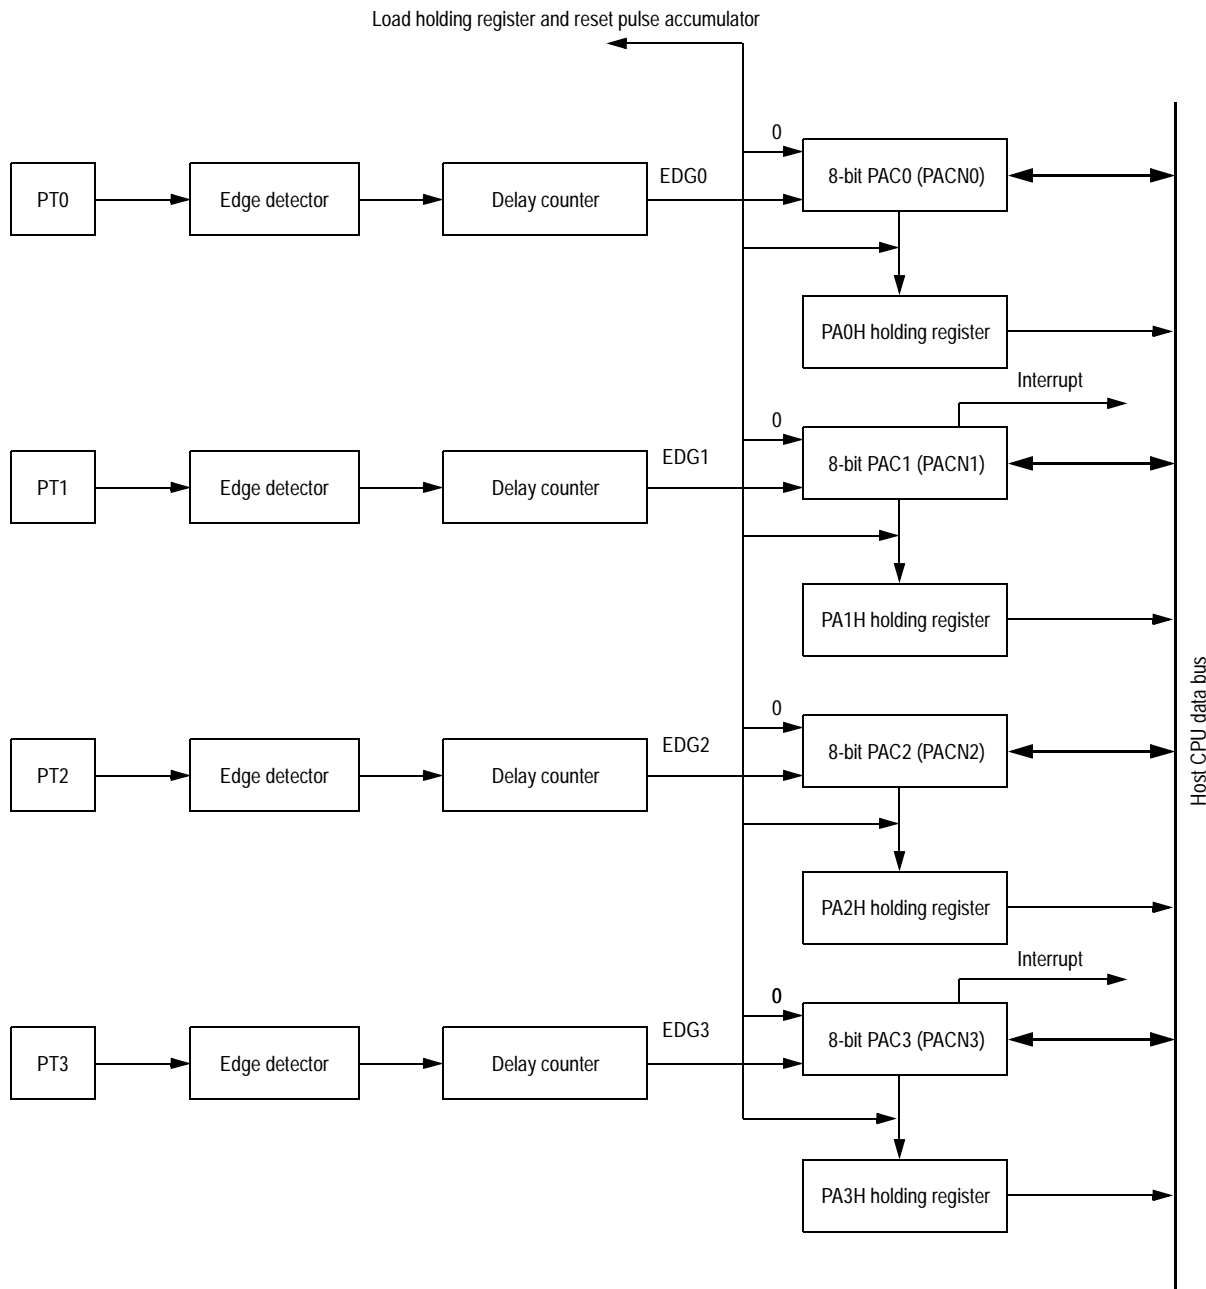 Load holding register and reset pulse accumulator
0
PT0
Edge detector
Delay counter
EDG0
8-bit PAC0 (PACN0)
PA0H holding register
Interrupt
0
PT1
Edge detector
Delay counter
EDG1
8-bit PAC1 (PACN1)
PA1H holding register
Host CPU data bus
0
PT2
Edge detector
Delay counter
EDG2
8-bit PAC2 (PACN2)
PA2H holding register
Interrupt
0
PT3
Edge detector
Delay counter
EDG3
8-bit PAC3 (PACN3)
PA3H holding register